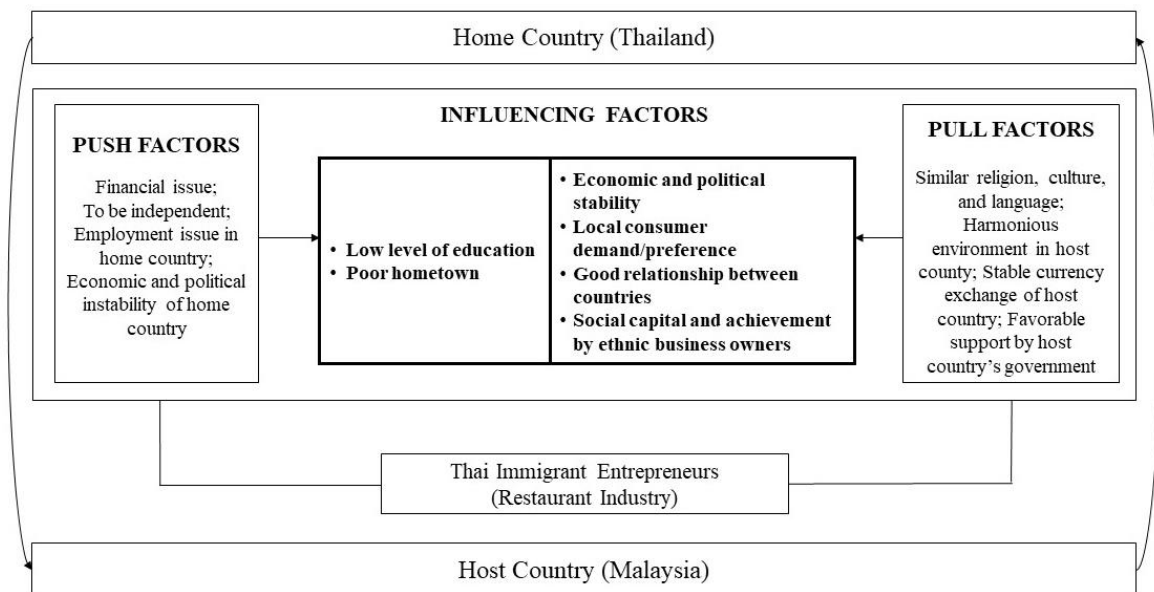 Home Country (Thailand)
INFLUENCING FACTORS
PUSH FACTORS
Financial issue;
To be independent;
Employment issue in
home country;
Economic and political
instability of home
country
• Low level of education
• Poor hometown
• Economic and political
stability
• Local consumer
demand/preference
• Good relationship between
countries
• Social capital and achievement
by ethnic business owners
PULL FACTORS
Similar religion, culture,
and language;
Harmonious
environment in host
county; Stable currency
exchange of host
country; Favorable
support by host
country's government
Thai Immigrant Entrepreneurs
(Restaurant Industry)
Host Country (Malaysia)